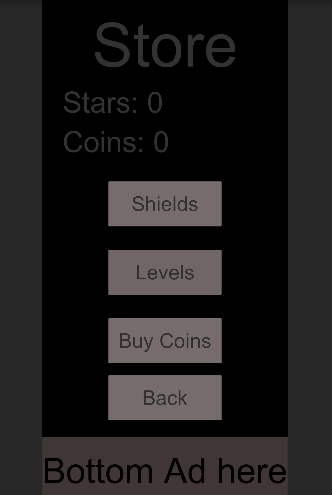 Store
Stars: 0
Coins: 0
Shields
Levels
Buy Coins
Back
Bottom Ad here